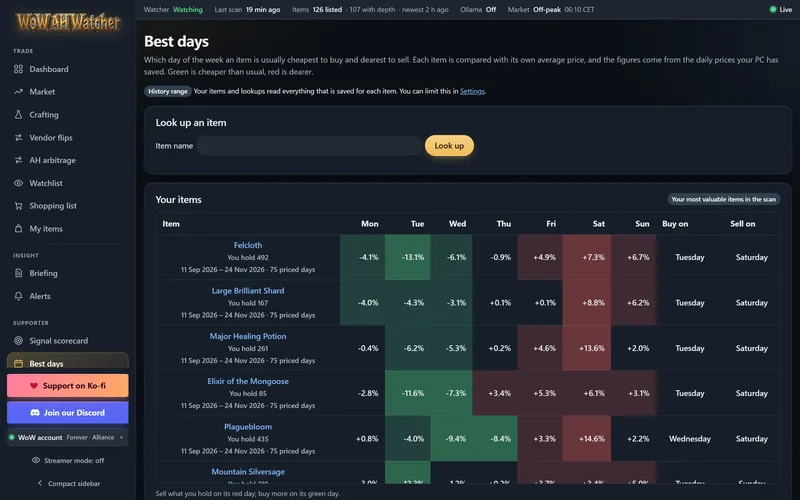 WoW AH Watcher
Watcher Watching Last scan 19 min ago Items 126 listed · 107 with depth · newest 2 h ago Ollama Off Market Off-peak 06:10 CET Live
TRADE
Dashboard
Market
Crafting
Vendor flips
AH arbitrage
Watchlist
Shopping list
My items
INSIGHT
Briefing
Alerts
SUPPORTER
Signal scorecard
Best days
Support on Ko-fi
Join our Discord
WoW account Forever · Alliance
Streamer mode: off
Compact sidebar
Best days
Which day of the week an item is usually cheapest to buy and dearest to sell. Each item is compared with its own average price, and the figures come from the daily prices your PC has
saved. Green is cheaper than usual, red is dearer.
History range Your items and lookups read everything that is saved for each item. You can limit this in Settings.
Look up an item
Item name Look up
Your items Your most valuable items in the scan
Item Mon Tue Wed Thu Fri Sat Sun Buy on Sell on
Felcloth
You hold 492
11 Sep 2026 – 24 Nov 2026 · 75 priced days
-4.1% -13.1% -6.1% -0.9% +4.9% +7.3% +6.7% Tuesday Saturday
Large Brilliant Shard
You hold 167
11 Sep 2026 – 24 Nov 2026 · 75 priced days
-4.0% -4.3% -3.1% +0.1% +0.1% +8.8% +6.2% Tuesday Saturday
Major Healing Potion
You hold 261
11 Sep 2026 – 24 Nov 2026 · 75 priced days
-0.4% -6.2% -5.3% +0.2% +4.6% +13.6% +2.0% Tuesday Saturday
Elixir of the Mongoose
You hold 85
11 Sep 2026 – 24 Nov 2026 · 75 priced days
-2.8% -11.6% -7.3% +3.4% +5.3% +6.1% +3.1% Tuesday Saturday
Plaguebloom
You hold 435
11 Sep 2026 – 24 Nov 2026 · 75 priced days
+0.8% -4.0% -9.4% -8.4% +3.3% +14.6% +2.2% Wednesday Saturday
Mountain Silversage
Sell what you hold on its red day; buy more on its green day.